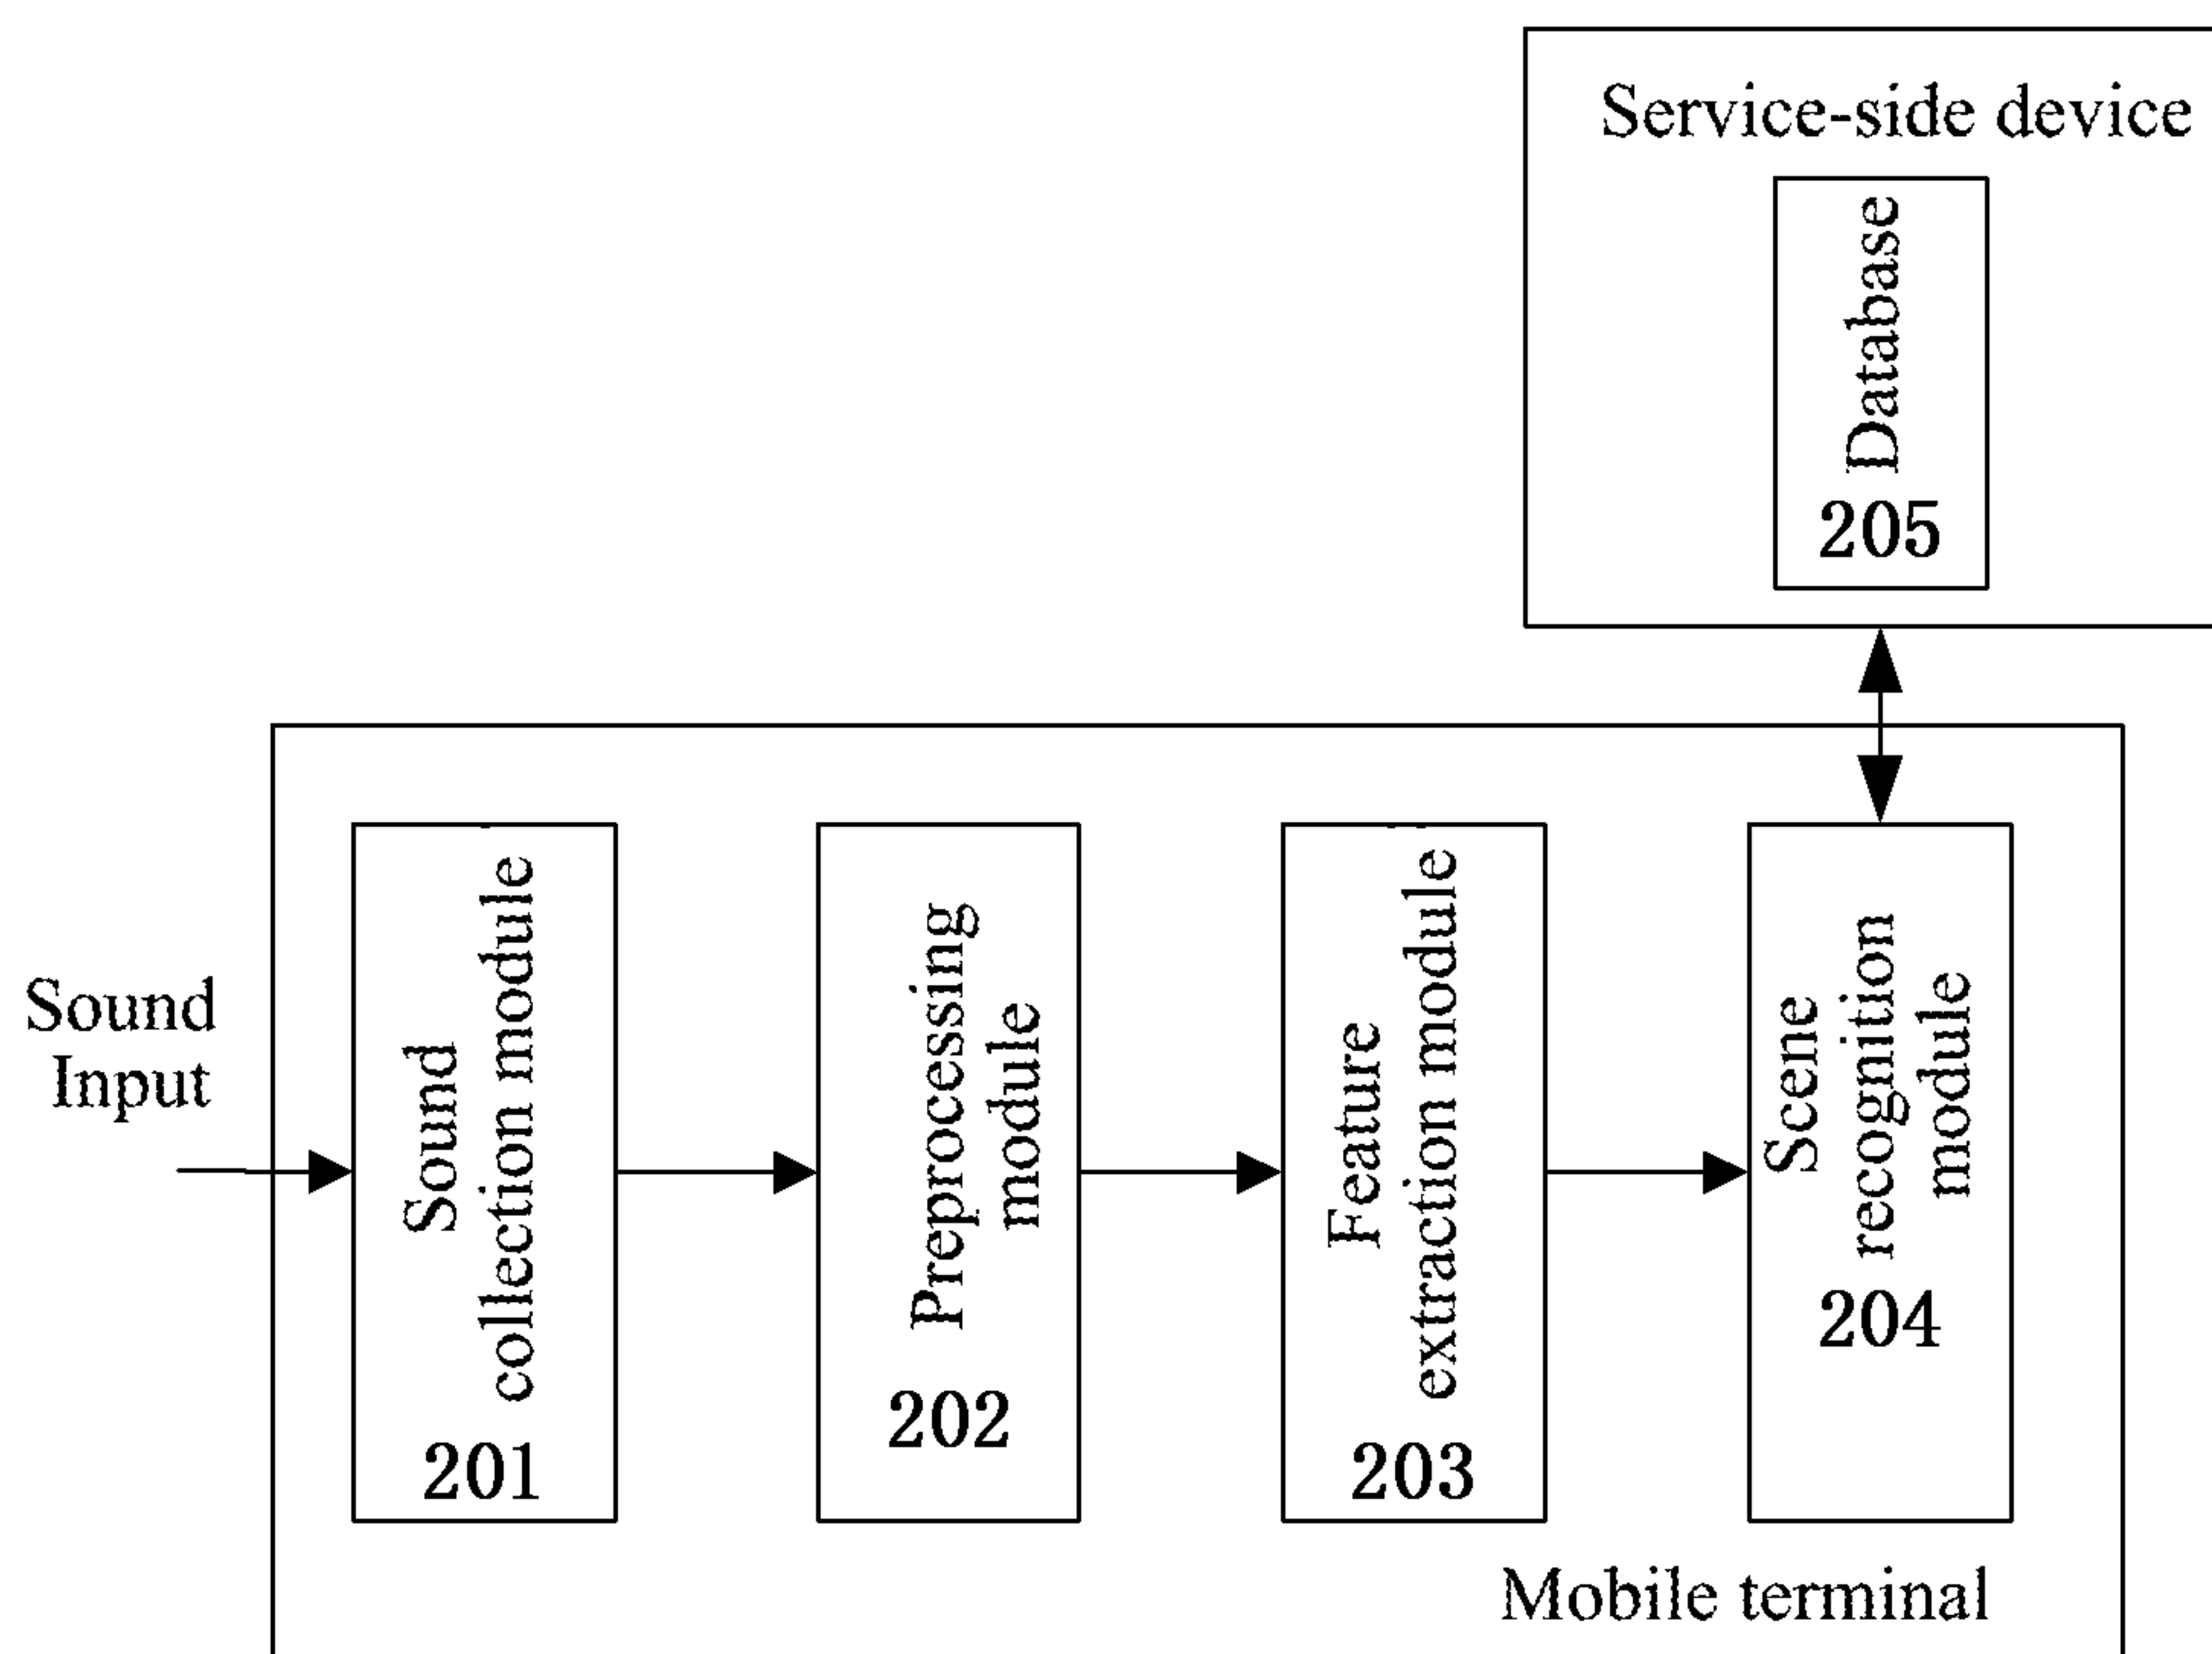 Service-side device
Database
205
Sound
Input
Sound
collection module
201
Preprocessing
module
202
Feature
extraction module
203
Scene
recognition
module
204
Mobile terminal